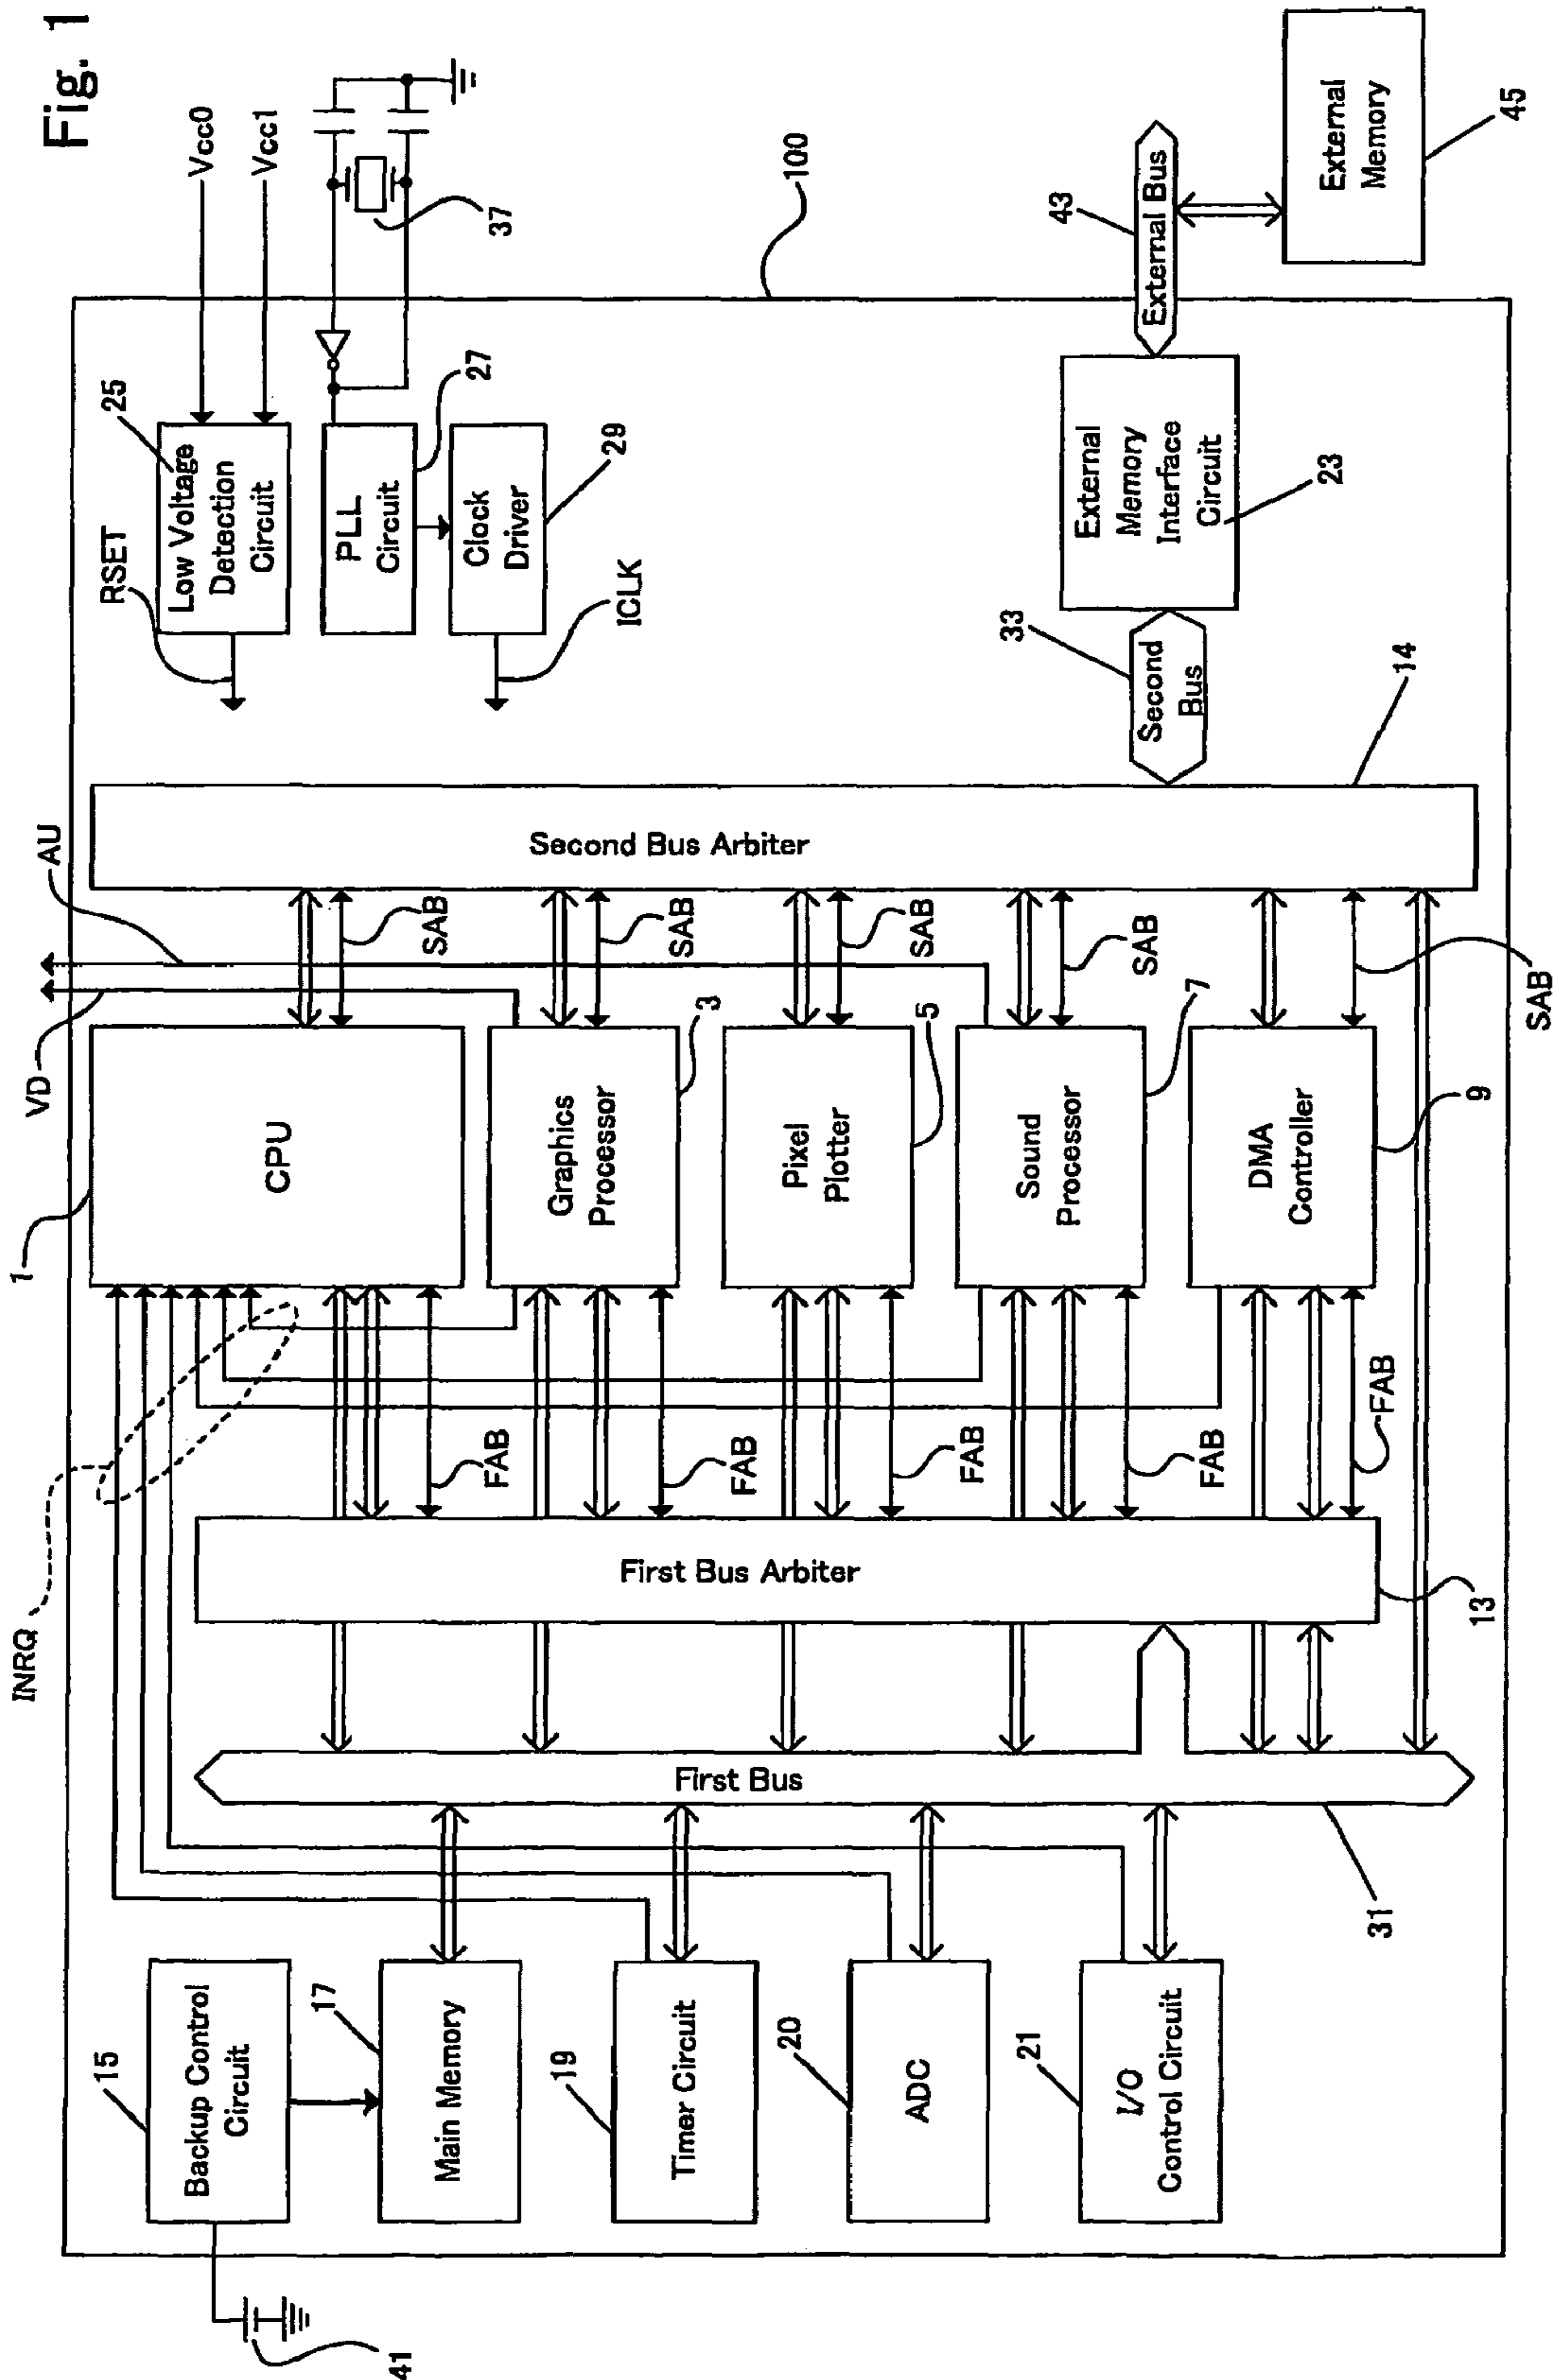 Fig. 1
Vcc0
Vcc1
25
Low Voltage
Detection
Circuit
RSET
PLL
Circuit
27
37
Clock
Driver
29
ICLK
100
43
External Bus
External
Memory
45
External
Memory
Interface
Circuit
23
33
Second
Bus
14
Second Bus Arbiter
AU
VD
SAB
SAB
SAB
SAB
SAB
1
CPU
Graphics
Processor
3
Pixel
Plotter
5
Sound
Processor
7
DMA
Controller
9
INRQ
FAB
FAB
FAB
FAB
FAB
First Bus Arbiter
13
First Bus
31
15
Backup Control
Circuit
17
Main Memory
19
Timer Circuit
20
ADC
21
I/O
Control Circuit
41